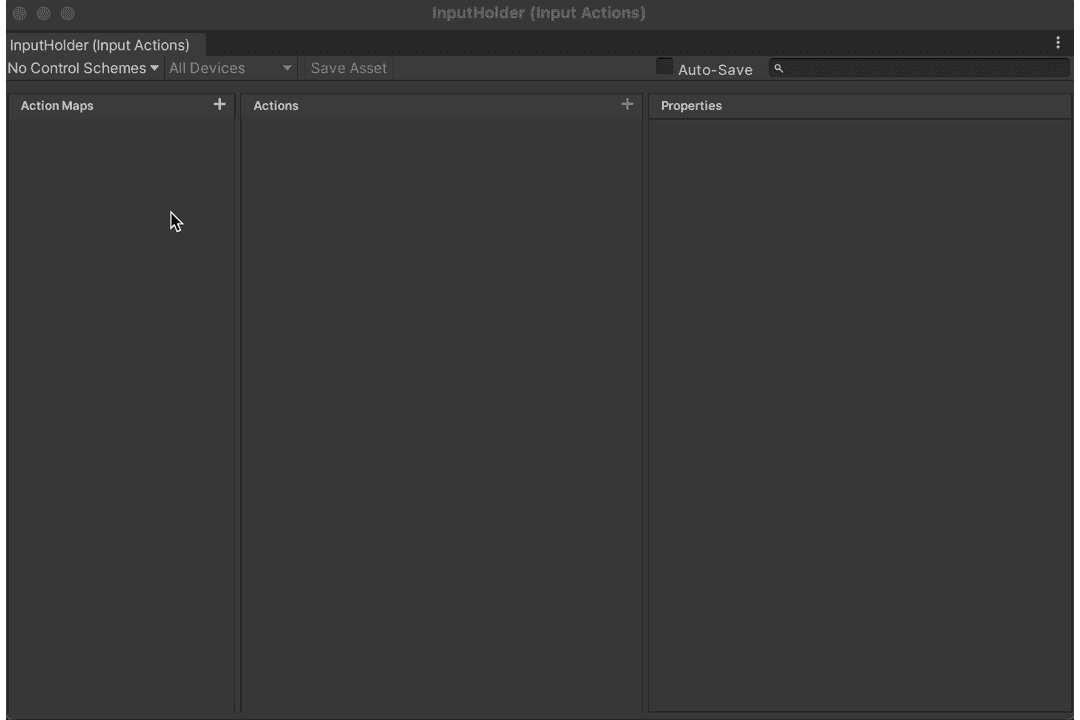 InputHolder (Input Actions)
InputHolder (Input Actions)
No Control Schemes All Devices Save Asset Auto-Save
Action Maps Actions Properties